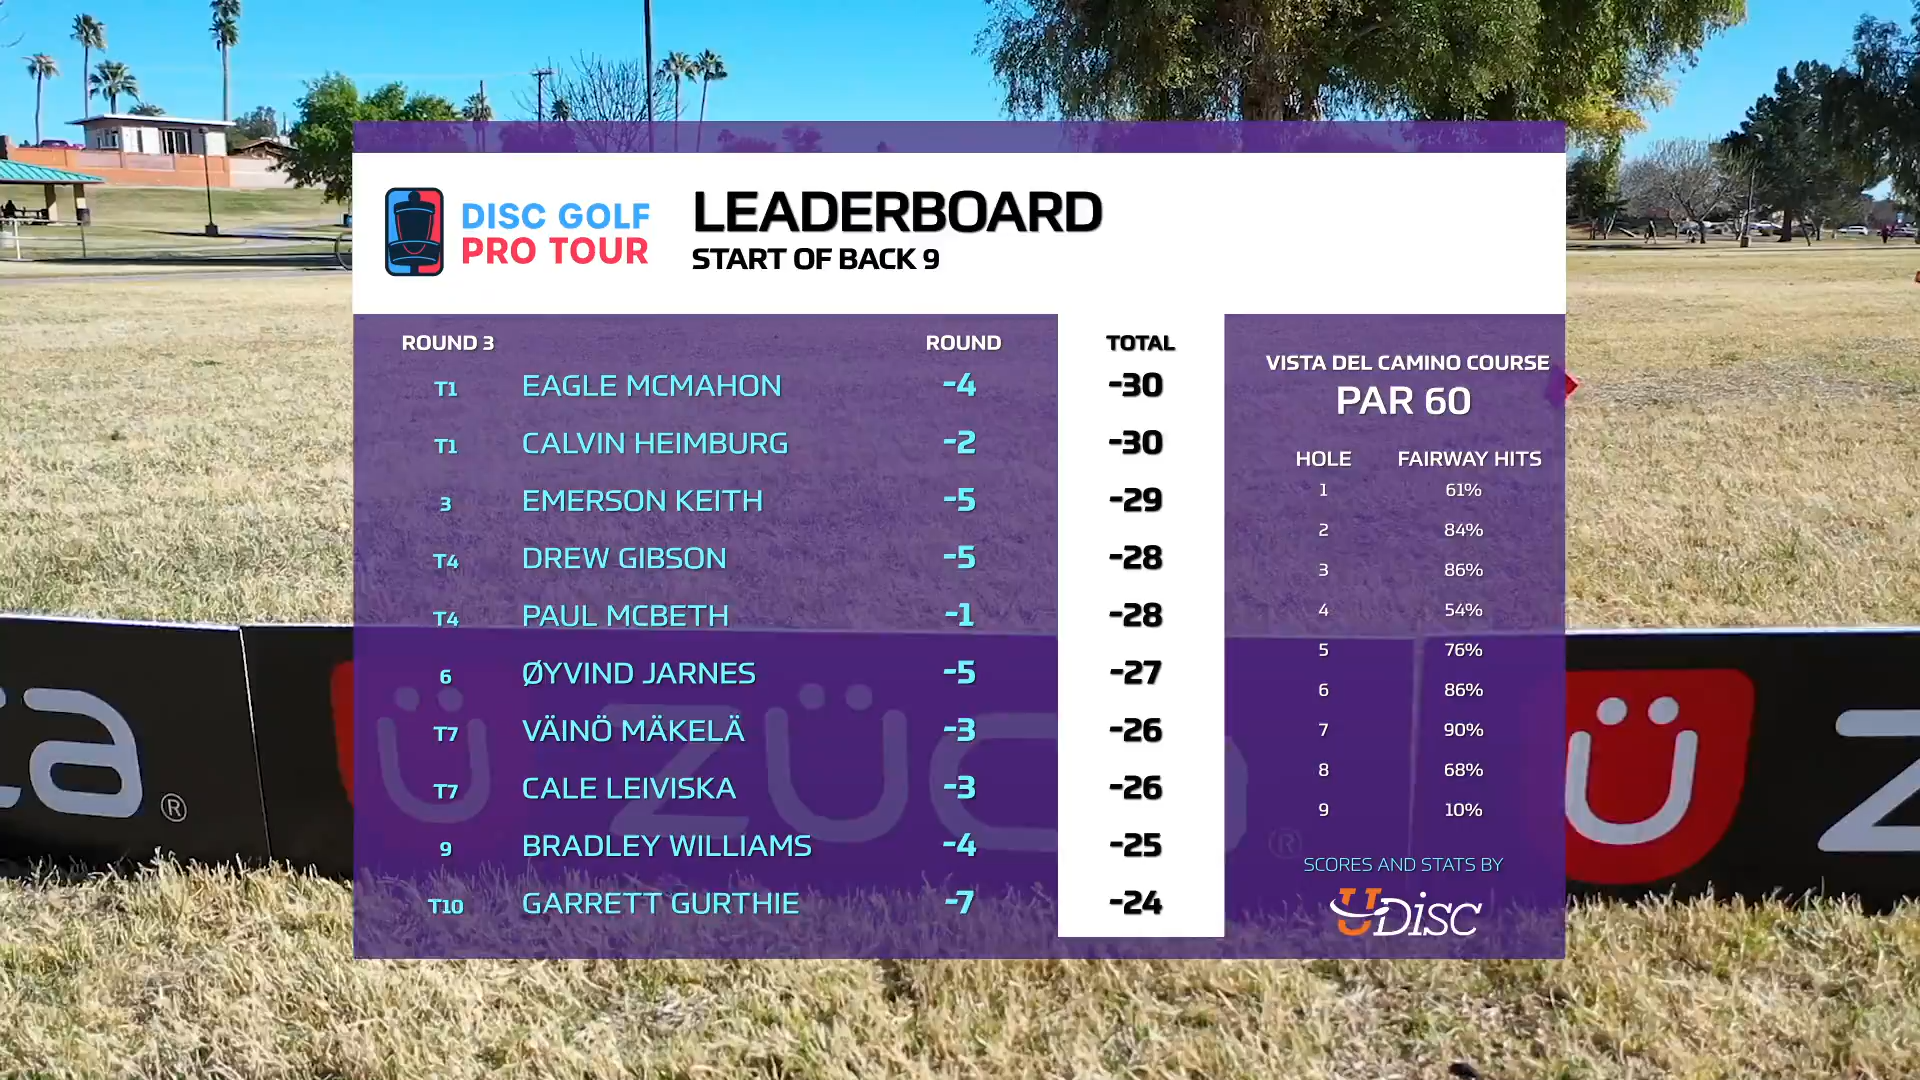 DISC GOLF
PRO TOUR
LEADERBOARD
START OF BACK 9
ROUND 3 ROUND TOTAL
T1 EAGLE MCMAHON -4 -30
T1 CALVIN HEIMBURG -2 -30
3 EMERSON KEITH -5 -29
T4 DREW GIBSON -5 -28
T4 PAUL MCBETH -1 -28
6 ØYVIND JARNES -5 -27
T7 VÄINÖ MÄKELÄ -3 -26
T7 CALE LEIVISKA -3 -26
9 BRADLEY WILLIAMS -4 -25
T10 GARRETT GURTHIE -7 -24
VISTA DEL CAMINO COURSE
PAR 60
HOLE FAIRWAY HITS
1 61%
2 84%
3 86%
4 54%
5 76%
6 86%
7 90%
8 68%
9 10%
SCORES AND STATS BY
UDisc
ta®
ü züca®
ü z